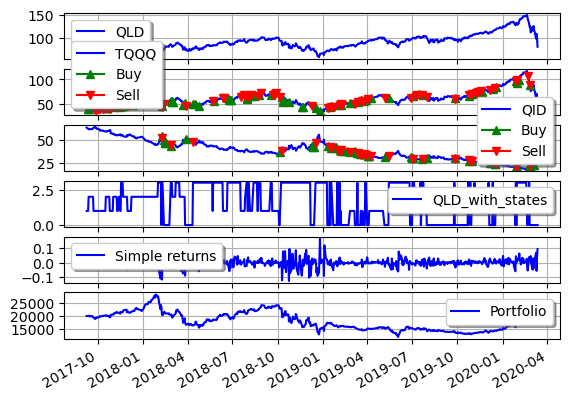 150
100
QLD
TQQQ
Buy
Sell
100
50
QID
Buy
Sell
50
25
2.5
0.0
QLD_with_states
0.1
0.0
−0.1
Simple returns
25000
20000
15000
Portfolio
2017-10
2018-01
2018-04
2018-07
2018-10
2019-01
2019-04
2019-07
2019-10
2020-01
2020-04